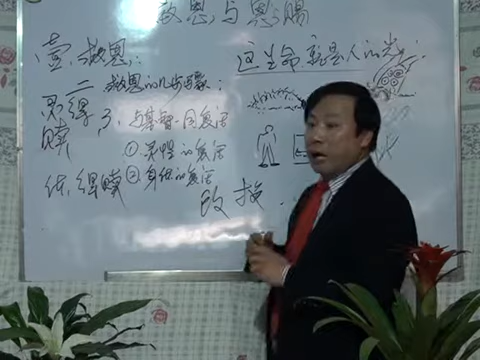 救恩与恩赐
壹、救恩：
二 救恩的几步骤：
灵得赎
了，与基督一同复活
①灵性的复活
②身体的复活
体，得赎
这生命就是人的光
改换